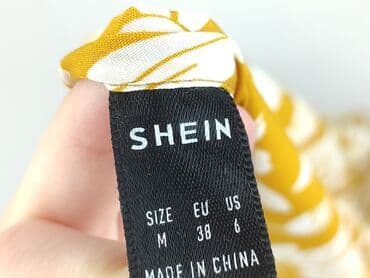 SHEIN
SIZE EU US
M 38 6
MADE IN CHINA